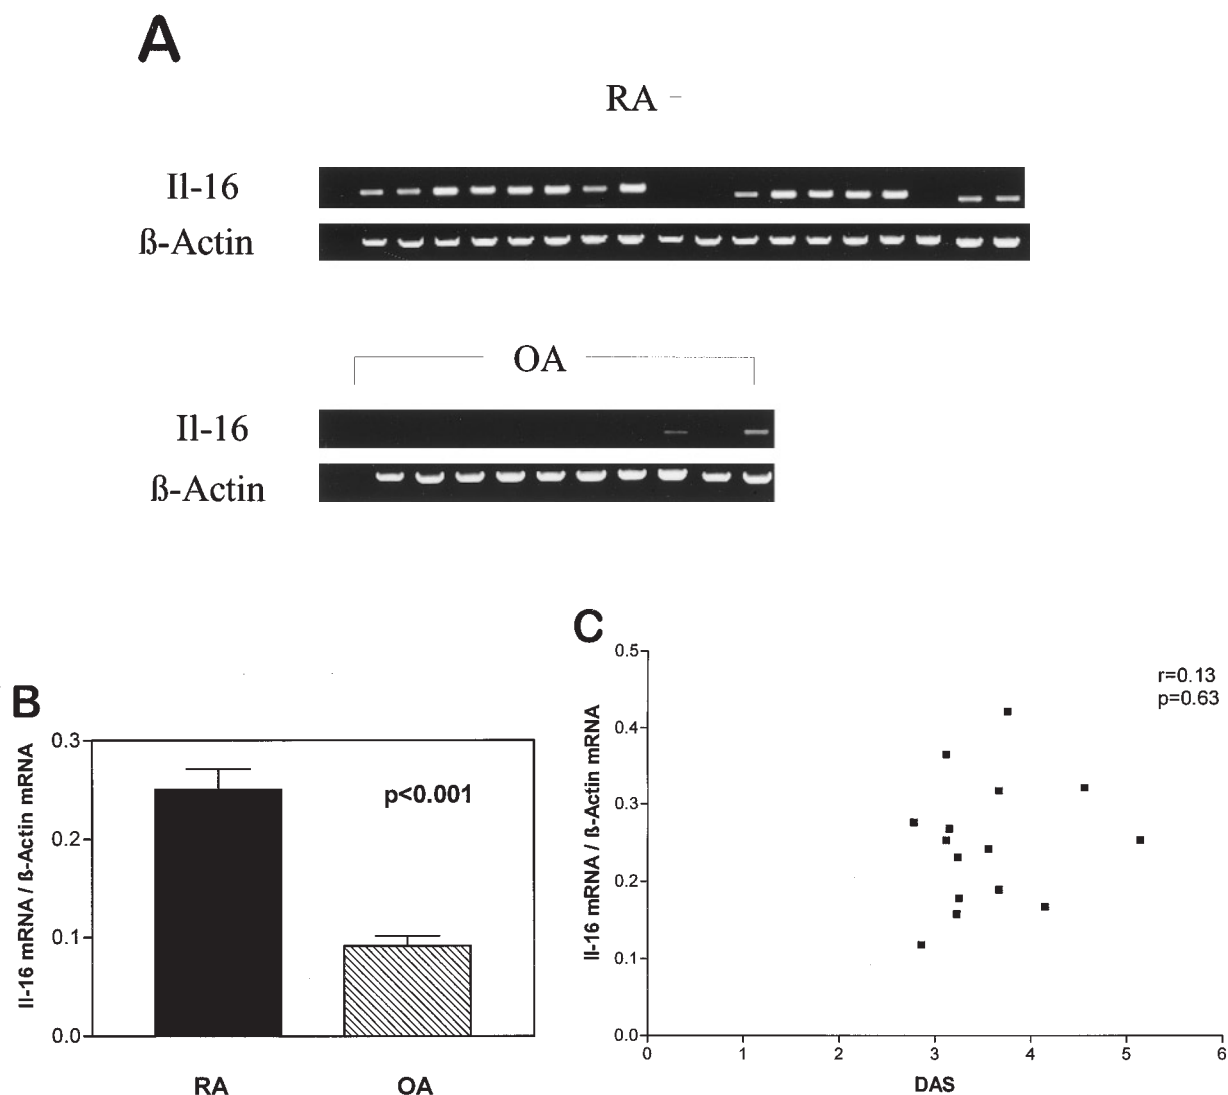 A
RA
Il-16
ß-Actin
OA
Il-16
ß-Actin
B
Il-16 mRNA / ß-Actin mRNA
0.3
0.2
0.1
0.0
p<0.001
RA
OA
C
Il-16 mRNA / ß-Actin mRNA
0.5
0.4
0.3
0.2
0.1
0.0
r=0.13
p=0.63
0 1 2 3 4 5 6
DAS